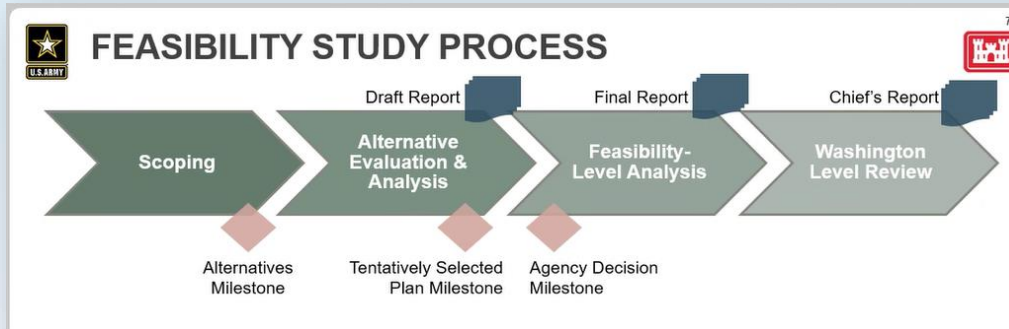 7
U.S.ARMY
FEASIBILITY STUDY PROCESS
Draft Report
Final Report
Chief's Report
Scoping
Alternative
Evaluation &
Analysis
Feasibility-
Level Analysis
Washington
Level Review
Alternatives
Milestone
Tentatively Selected
Plan Milestone
Agency Decision
Milestone